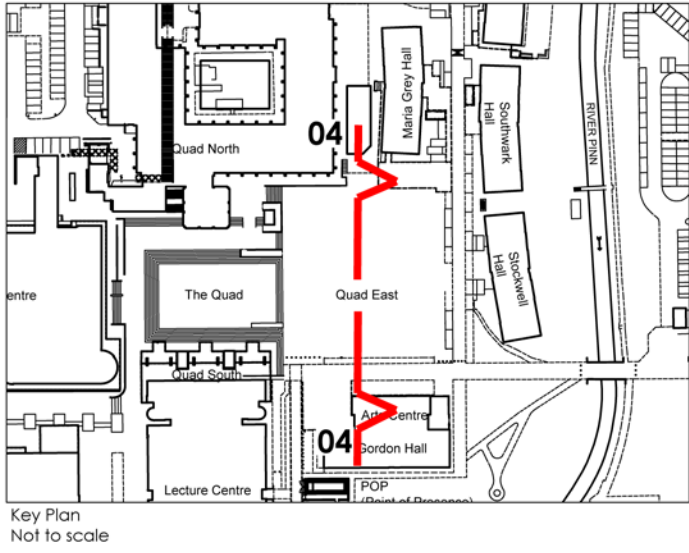 Maria Grey Hall
Southwark
Hall
RIVER PINN
04
Quad North
Stockwell
Hall
entre
The Quad
Quad East
Quad South
Arts Centre
04
Gordon Hall
Lecture Centre
POP
(Point of Presence)
Key Plan
Not to scale